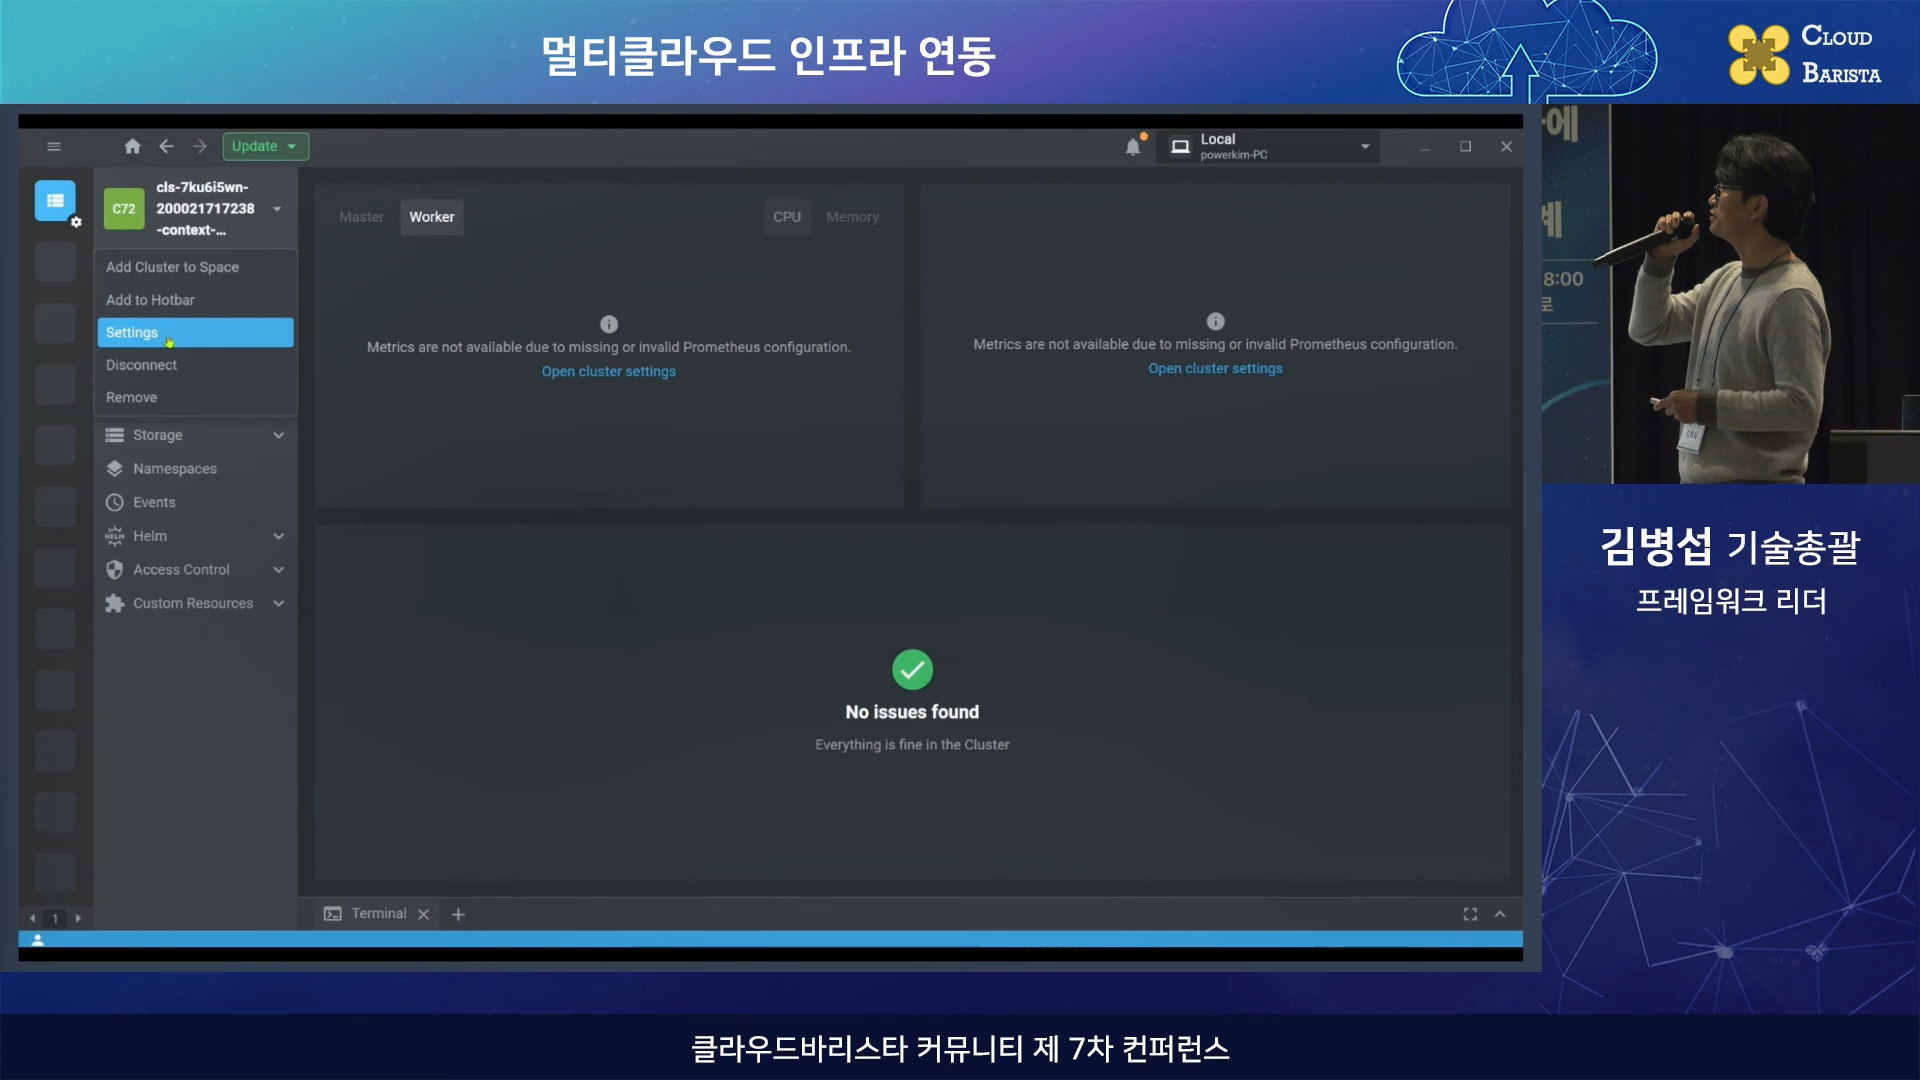 멀티클라우드 인프라 연동
CLOUD
BARISTA
Update
Local
powerkim-PC
C72
cls-7ku6i5wn-
200021717238
-context-...
Add Cluster to Space
Add to Hotbar
Settings
Disconnect
Remove
Storage
Namespaces
Events
HELM
Helm
Access Control
Custom Resources
Master
Worker
CPU
Memory
Metrics are not available due to missing or invalid Prometheus configuration.
Open cluster settings
Metrics are not available due to missing or invalid Prometheus configuration.
Open cluster settings
No issues found
Everything is fine in the Cluster
1
Terminal
에
8:00
로
김병섭 기술총괄
프레임워크 리더
클라우드바리스타 커뮤니티 제 7차 컨퍼런스